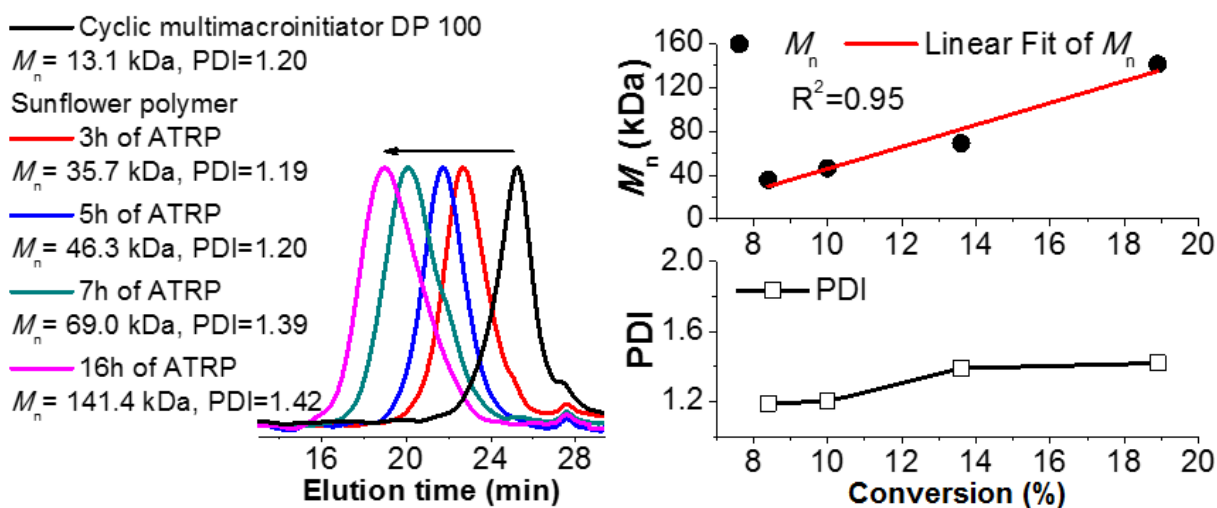 Cyclic multimacroinitiator DP 100
Mn= 13.1 kDa, PDI=1.20
Sunflower polymer
3h of ATRP
Mn= 35.7 kDa, PDI=1.19
5h of ATRP
Mn= 46.3 kDa, PDI=1.20
7h of ATRP
Mn= 69.0 kDa, PDI=1.39
16h of ATRP
Mn= 141.4 kDa, PDI=1.42
16 20 24 28
Elution time (min)
Mn Linear Fit of Mn
R²=0.95
Mn (kDa)
160
120
80
40
0
8 10 12 14 16 18 20
PDI
PDI
2.0
1.6
1.2
8 10 12 14 16 18 20
Conversion (%)